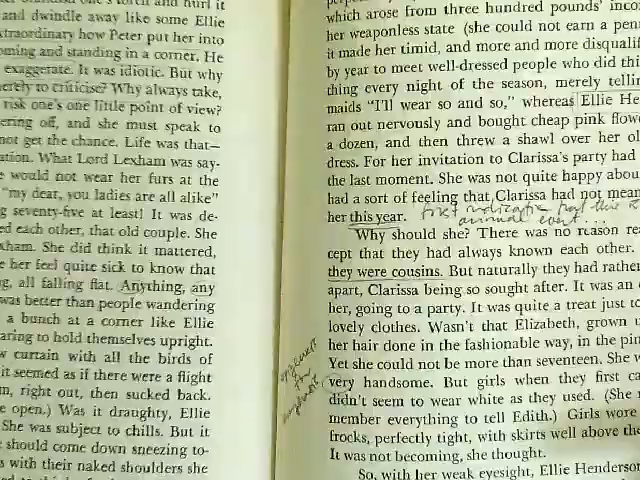 and dwindle away like some Ellie
extraordinary how Peter put her into
oming and standing in a corner. He
exaggerate. It was idiotic. But why
merely to criticise? Why always take,
risk one's one little point of view?
ering off, and she must speak to
not get the chance. Life was that—
ation. What Lord Lexham was say-
e would not wear her furs at the
"my dear, you ladies are all alike"
g seventy-five at least! It was de-
ed each other, that old couple. She
xham. She did think it mattered,
e her feel quite sick to know that
g, all falling flat. Anything, any
was better than people wandering
a bunch at a corner like Ellie
aring to hold themselves upright.
w curtain with all the birds of
it seemed as if there were a flight
m, right out, then sucked back.
e open.) Was it draughty, Ellie
She was subject to chills. But it
should come down sneezing to-
s with their naked shoulders she
which arose from three hundred pounds' inco
her weaponless state (she could not earn a pen
it made her timid, and more and more disqualif
by year to meet well-dressed people who did thi
thing every night of the season, merely tellin
maids "I'll wear so and so," whereas Ellie He
ran out nervously and bought cheap pink flow
a dozen, and then threw a shawl over her ol
dress. For her invitation to Clarissa's party had
the last moment. She was not quite happy abou
had a sort of feeling that Clarissa had not mean
her this year. first indicatio that this is
annual event...
Why should she? There was no reason rea
cept that they had always known each other.
they were cousins. But naturally they had rathe
apart, Clarissa being so sought after. It was an e
her, going to a party. It was quite a treat just to
lovely clothes. Wasn't that Elizabeth, grown u
her hair done in the fashionable way, in the pin
Yet she could not be more than seventeen. She w
very handsome. But girls when they first ca
didn't seem to wear white as they used. (She r
member everything to tell Edith.) Girls wore
frocks, perfectly tight, with skirts well above the
It was not becoming, she thought.
So, with her weak eyesight, Ellie Henderson